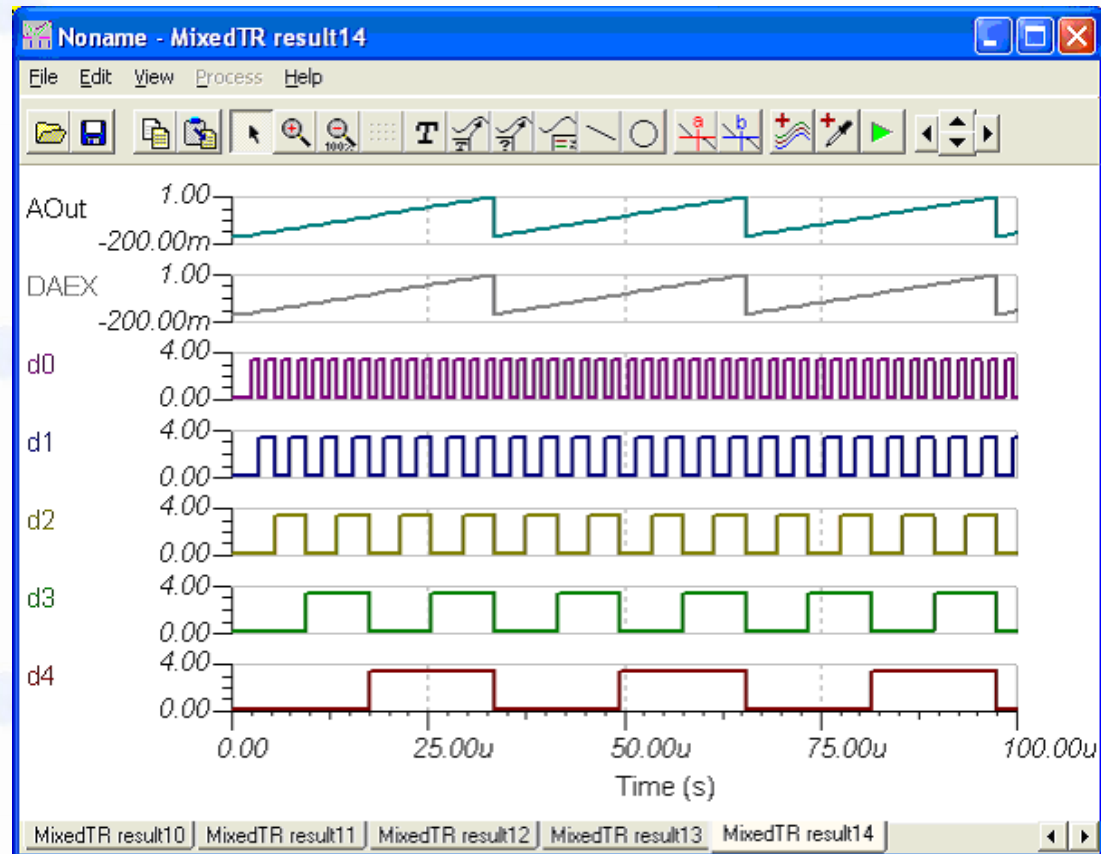 Noname - MixedTR result14
File Edit View Process Help
100%
T
T
?
a
b
AOut
1.00
-200.00m
DAEX
1.00
-200.00m
d0
4.00
0.00
d1
4.00
0.00
d2
4.00
0.00
d3
4.00
0.00
d4
4.00
0.00
0.00 25.00u 50.00u 75.00u 100.00u
Time (s)
MixedTR result10 MixedTR result11 MixedTR result12 MixedTR result13 MixedTR result14